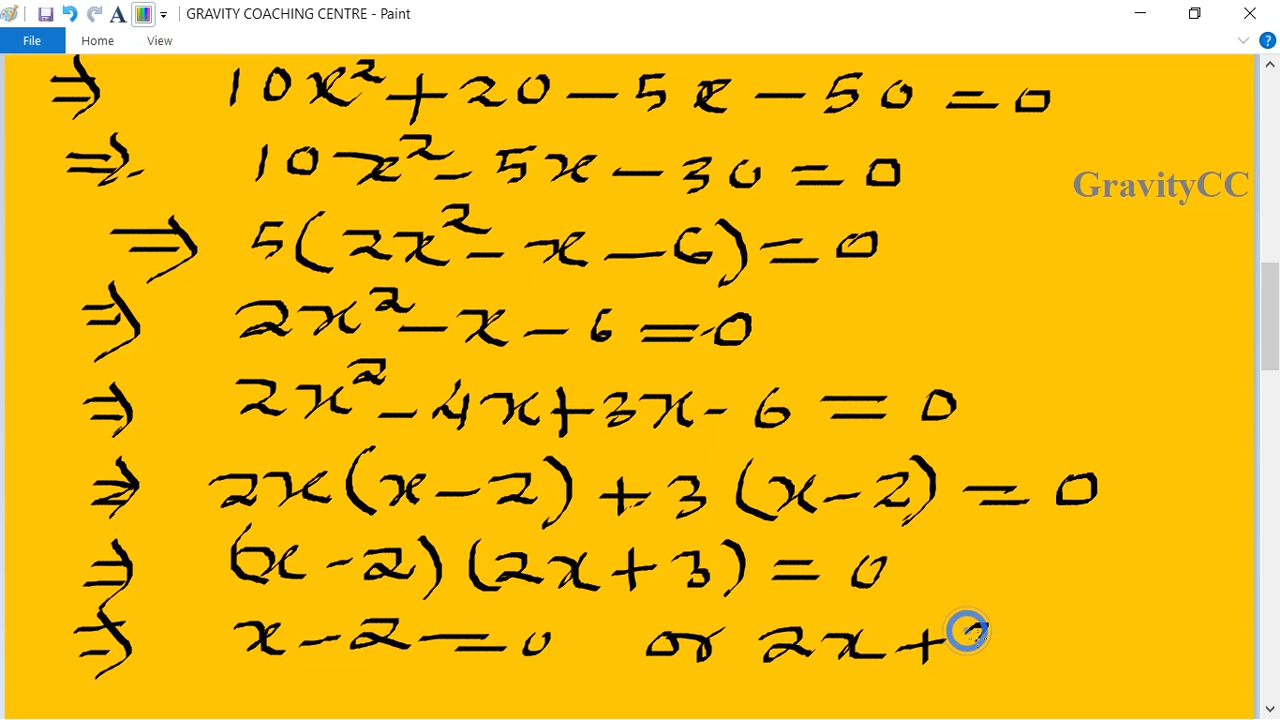 GRAVITY COACHING CENTRE - Paint
File Home View
⇒ 10x² + 20 - 5x - 50 = 0
⇒ 10x² - 5x - 30 = 0
GravityCC
⇒ 5(2x² - x - 6) = 0
⇒ 2x² - x - 6 = 0
⇒ 2x² - 4x + 3x - 6 = 0
⇒ 2x(x - 2) + 3(x - 2) = 0
⇒ (x - 2)(2x + 3) = 0
⇒ x - 2 = 0 or 2x +